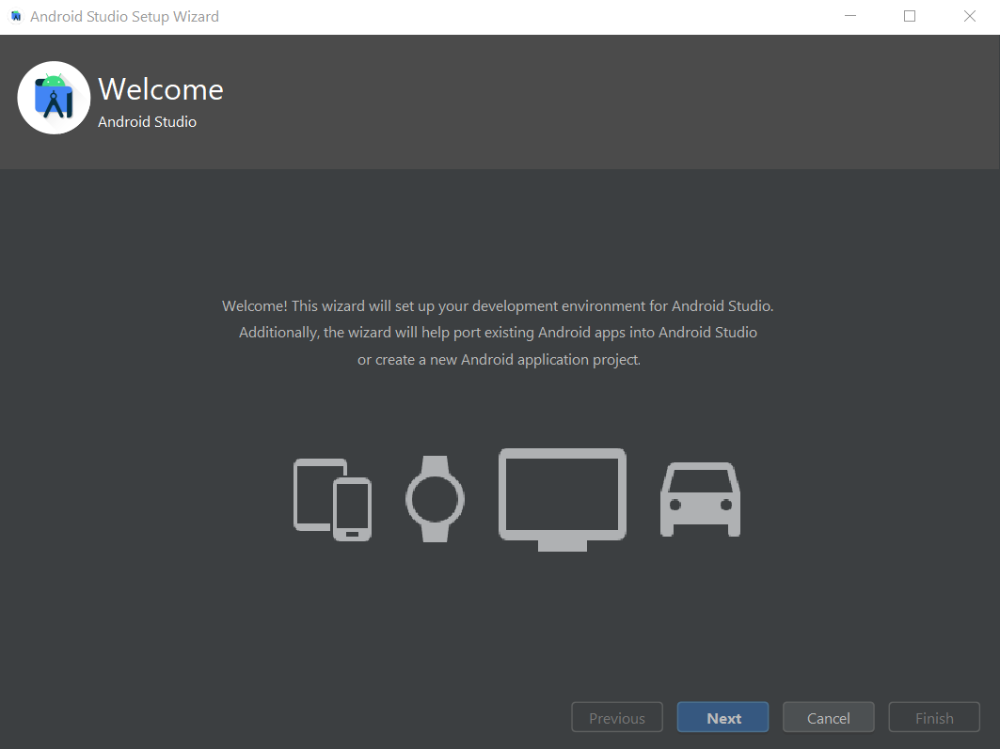 Android Studio Setup Wizard
Welcome
Android Studio
Welcome! This wizard will set up your development environment for Android Studio.
Additionally, the wizard will help port existing Android apps into Android Studio
or create a new Android application project.
Previous Next Cancel Finish